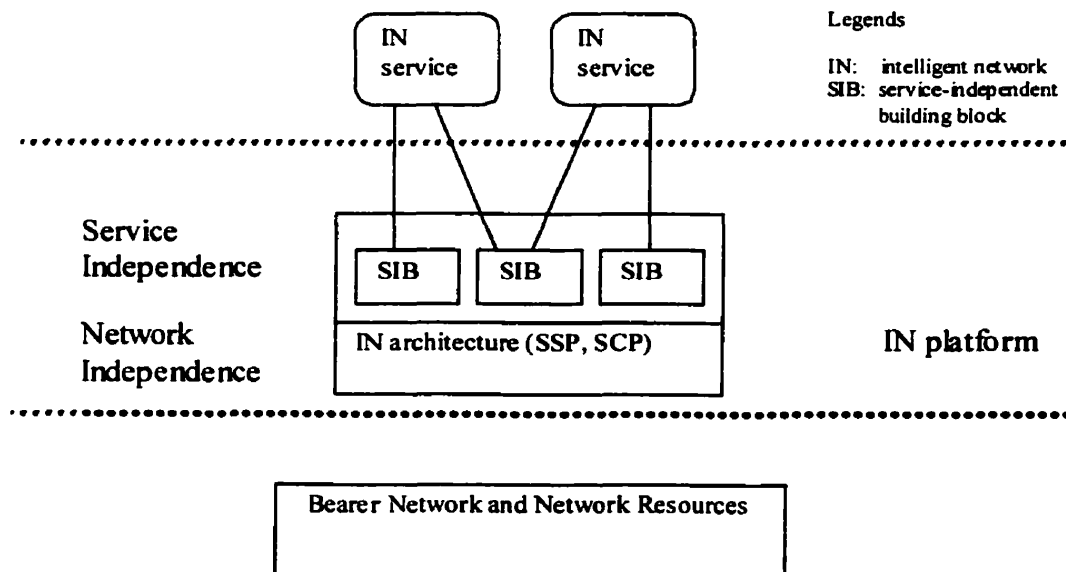 IN
service
IN
service
Legends
IN: intelligent network
SIB: service-independent
building block
Service
Independence
SIB
SIB
SIB
Network
Independence
IN architecture (SSP, SCP)
IN platform
Bearer Network and Network Resources